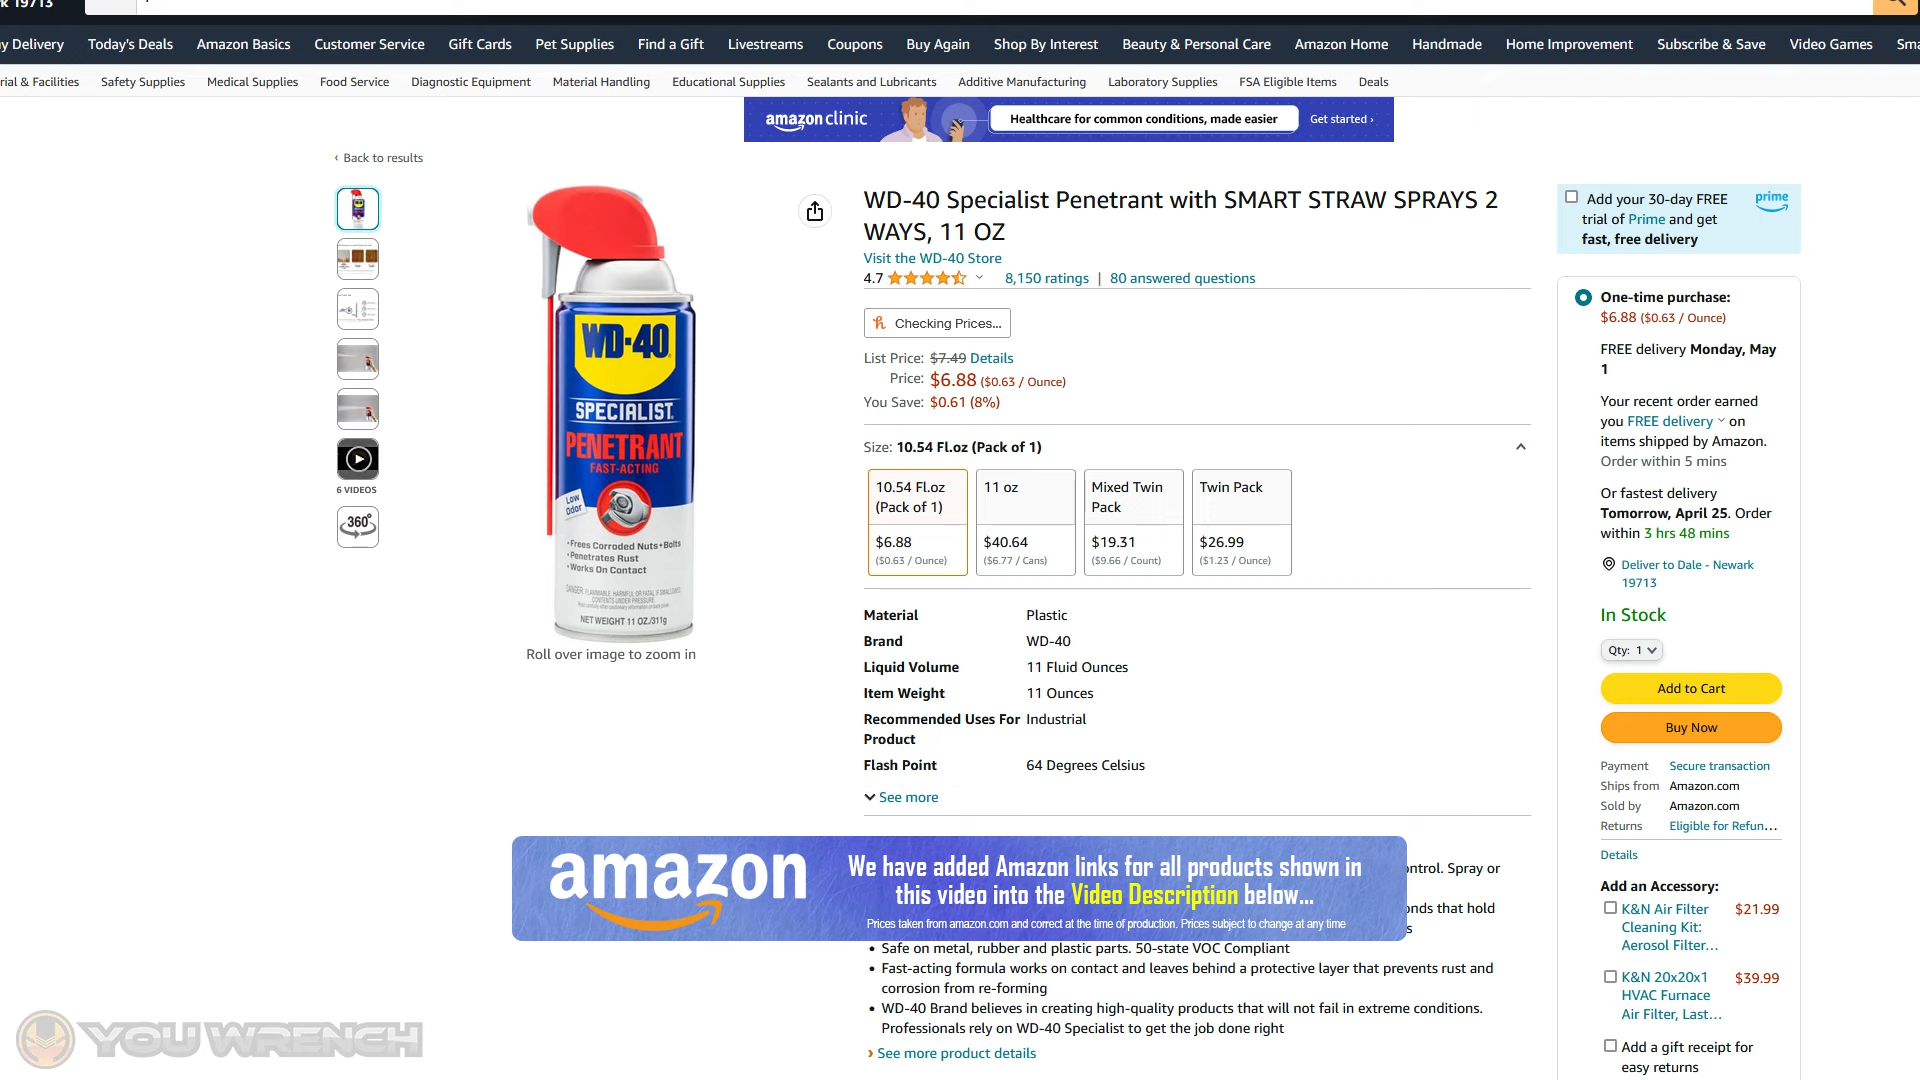 19713
y Delivery Today's Deals Amazon Basics Customer Service Gift Cards Pet Supplies Find a Gift Livestreams Coupons Buy Again Shop By Interest Beauty & Personal Care Amazon Home Handmade Home Improvement Subscribe & Save Video Games Sma
rial & Facilities Safety Supplies Medical Supplies Food Service Diagnostic Equipment Material Handling Educational Supplies Sealants and Lubricants Additive Manufacturing Laboratory Supplies FSA Eligible Items Deals
amazon clinic Healthcare for common conditions, made easier Get started ›
‹ Back to results
6 VIDEOS
360°
WD-40
SPECIALIST
PENETRANT
FAST-ACTING
Low
Odor
•Frees Corroded Nuts+Bolts
•Penetrates Rust
•Works On Contact
NET WEIGHT 11 OZ./311g
Roll over image to zoom in
WD-40 Specialist Penetrant with SMART STRAW SPRAYS 2
WAYS, 11 OZ
Visit the WD-40 Store
4.7 8,150 ratings | 80 answered questions
Checking Prices...
List Price: $7.49 Details
Price: $6.88 ($0.63 / Ounce)
You Save: $0.61 (8%)
Size: 10.54 Fl.oz (Pack of 1)
10.54 Fl.oz
(Pack of 1)
$6.88
($0.63 / Ounce)
11 oz
$40.64
($6.77 / Cans)
Mixed Twin
Pack
$19.31
($9.66 / Count)
Twin Pack
$26.99
($1.23 / Ounce)
Material Plastic
Brand WD-40
Liquid Volume 11 Fluid Ounces
Item Weight 11 Ounces
Recommended Uses For Industrial
Product
Flash Point 64 Degrees Celsius
See more
amazon
We have added Amazon links for all products shown in
this video into the Video Description below...
Prices taken from amazon.com and correct at the time of production. Prices subject to change at any time
ontrol. Spray or
onds that hold
s
• Safe on metal, rubber and plastic parts. 50-state VOC Compliant
• Fast-acting formula works on contact and leaves behind a protective layer that prevents rust and
corrosion from re-forming
• WD-40 Brand believes in creating high-quality products that will not fail in extreme conditions.
Professionals rely on WD-40 Specialist to get the job done right
› See more product details
Add your 30-day FREE
trial of Prime and get
fast, free delivery
prime
One-time purchase:
$6.88 ($0.63 / Ounce)
FREE delivery Monday, May
1
Your recent order earned
you FREE delivery on
items shipped by Amazon.
Order within 5 mins
Or fastest delivery
Tomorrow, April 25. Order
within 3 hrs 48 mins
Deliver to Dale - Newark
19713
In Stock
Qty: 1
Add to Cart
Buy Now
Payment Secure transaction
Ships from Amazon.com
Sold by Amazon.com
Returns Eligible for Refun...
Details
Add an Accessory:
K&N Air Filter $21.99
Cleaning Kit:
Aerosol Filter...
K&N 20x20x1 $39.99
HVAC Furnace
Air Filter, Last...
Add a gift receipt for
easy returns
YOU WRENCH